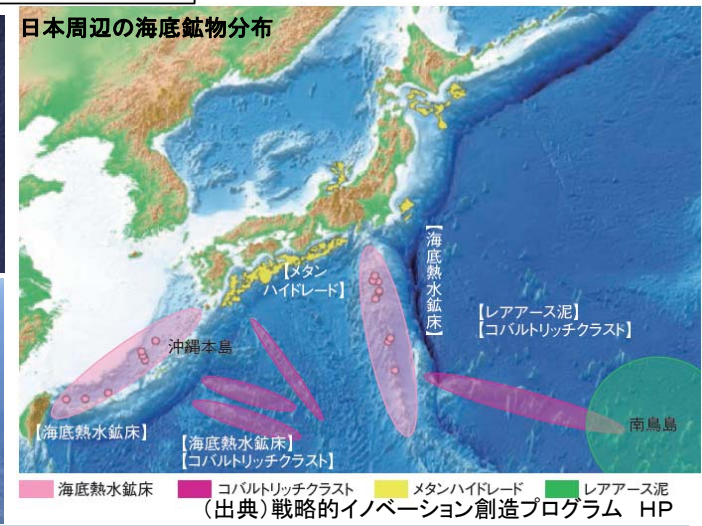 日本周辺の海底鉱物分布
【メタン
ハイドレード】
【海底熱水鉱床】
【レアアース泥】
【コバルトリッチクラスト】
沖縄本島
南鳥島
【海底熱水鉱床】
【海底熱水鉱床】
【コバルトリッチクラスト】
海底熱水鉱床
コバルトリッチクラスト
メタンハイドレード
レアアース泥
（出典）戦略的イノベーション創造プログラム HP